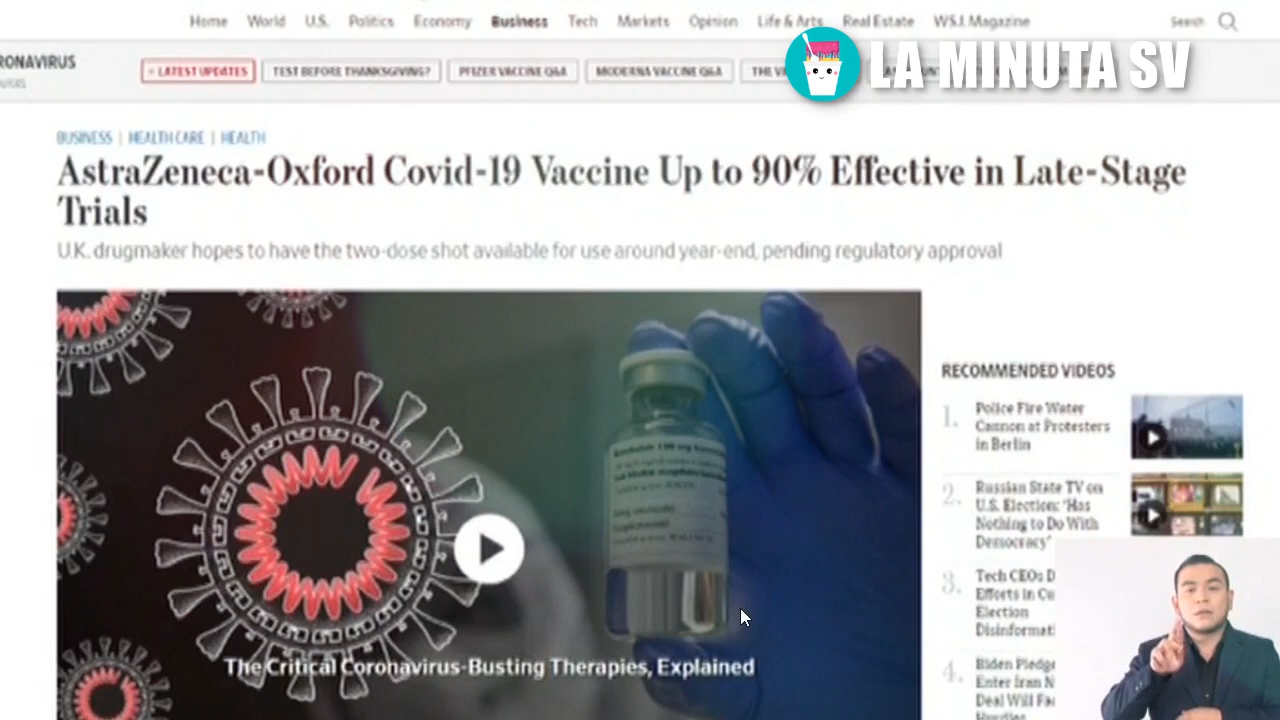 Home World U.S. Politics Economy Business Tech Markets Opinion Life & Arts Real Estate WSJ. Magazine Search
LA MINUTA SV
LATEST UPDATES TEST BEFORE THANKSGIVING? PFIZER VACCINE Q&A MODERNA VACCINE Q&A
BUSINESS | HEALTH CARE | HEALTH
AstraZeneca-Oxford Covid-19 Vaccine Up to 90% Effective in Late-Stage
Trials
U.K. drugmaker hopes to have the two-dose shot available for use around year-end, pending regulatory approval
The Critical Coronavirus-Busting Therapies, Explained
RECOMMENDED VIDEOS
1. Police Fire Water
Cannon at Protesters
in Berlin
2. Russian State TV on
U.S. Election: 'Has
Nothing to Do With
Democracy'
3. Tech CEOs
Efforts in
Election
4. Biden
Enter Iran
Deal Will